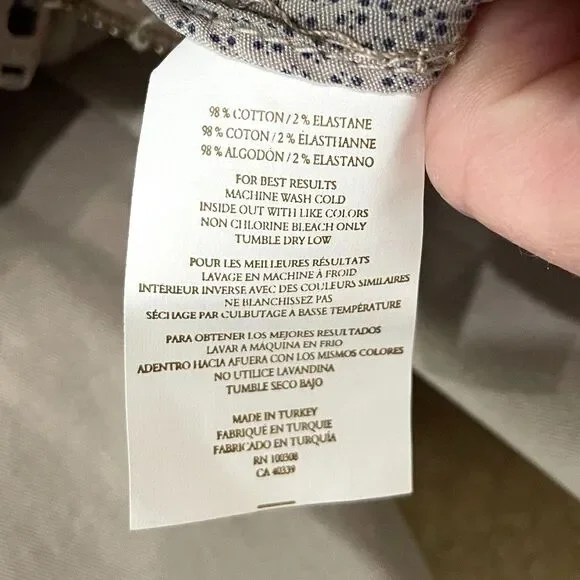 98 % COTTON / 2 % ELASTANE
98 % COTON / 2 % ÉLASTHANNE
98 % ALGODÓN / 2 % ELASTANO
FOR BEST RESULTS
MACHINE WASH COLD
INSIDE OUT WITH LIKE COLORS
NON CHLORINE BLEACH ONLY
TUMBLE DRY LOW
POUR LES MEILLEURES RÉSULTATS
LAVAGE EN MACHINE À FROID
INTÉRIEUR INVERSE AVEC DES COULEURS SIMILAIRES
NE BLANCHISSEZ PAS
SÉCHAGE PAR CULBUTAGE A BASSE TEMPÉRATURE
PARA OBTENER LOS MEJORES RESULTADOS
LAVAR A MÁQUINA EN FRIO
ADENTRO HACIA AFUERA CON LOS MISMOS COLORES
NO UTILICE LAVANDINA
TUMBLE SECO BAJO
MADE IN TURKEY
FABRIQUÉ EN TURQUIE
FABRICADO EN TURQUÍA
RN 100308
CA 40339